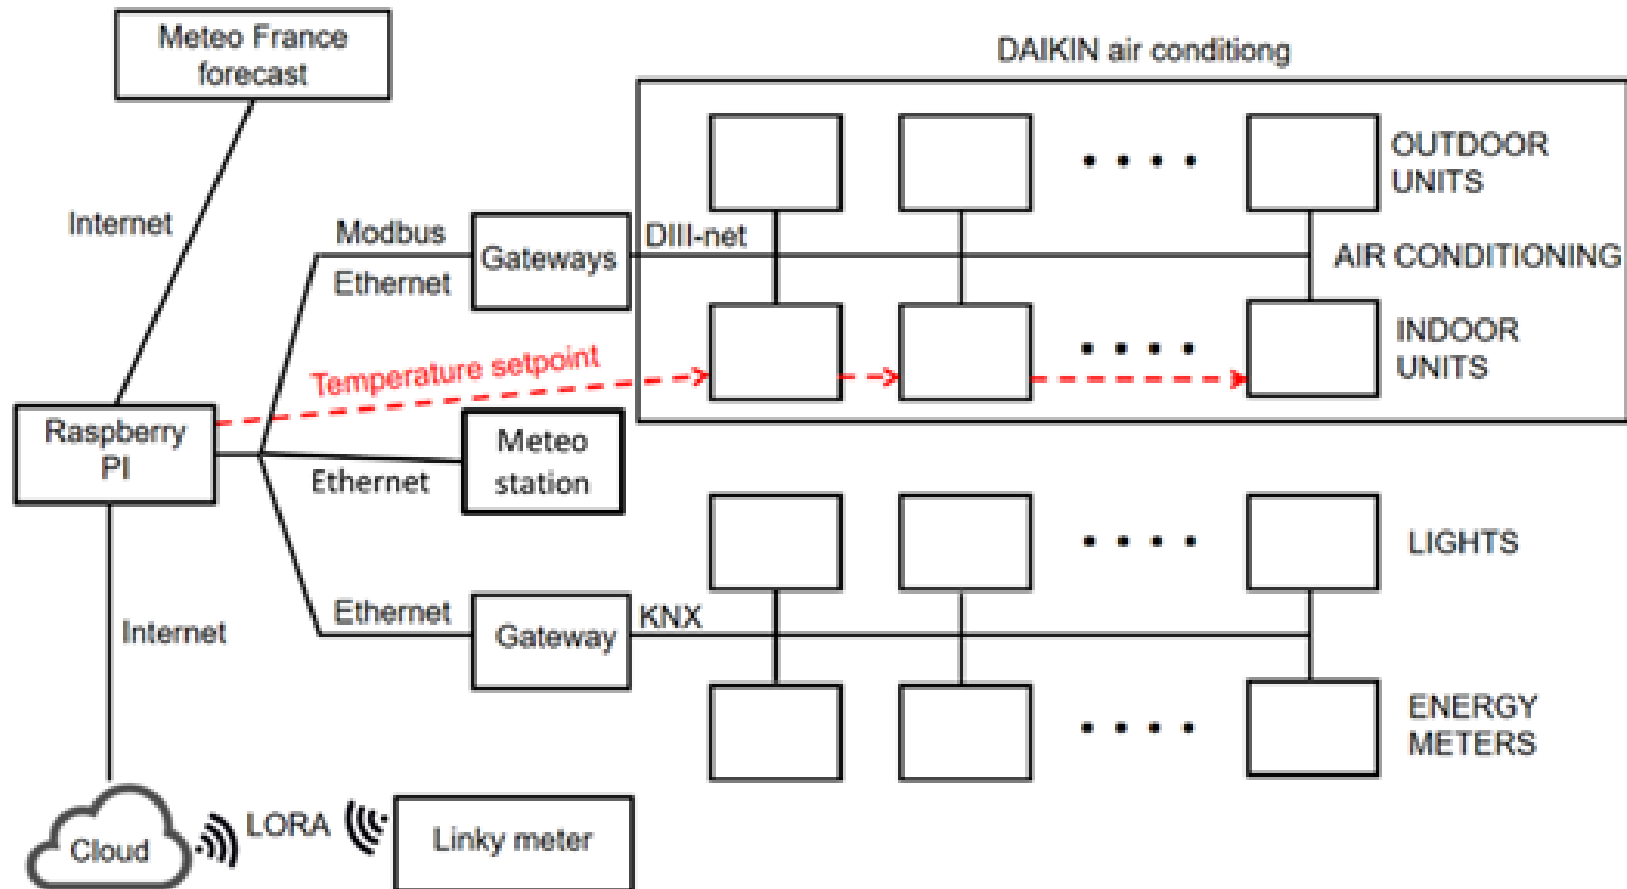 Meteo France
forecast
DAIKIN air conditiong
OUTDOOR
UNITS
Internet
Modbus
Ethernet
Gateways
DIII-net
AIR CONDITIONING
INDOOR
UNITS
Temperature setpoint
Raspberry
PI
Meteo
station
Ethernet
LIGHTS
Ethernet
Gateway
KNX
Internet
ENERGY
METERS
Cloud
LORA
Linky meter